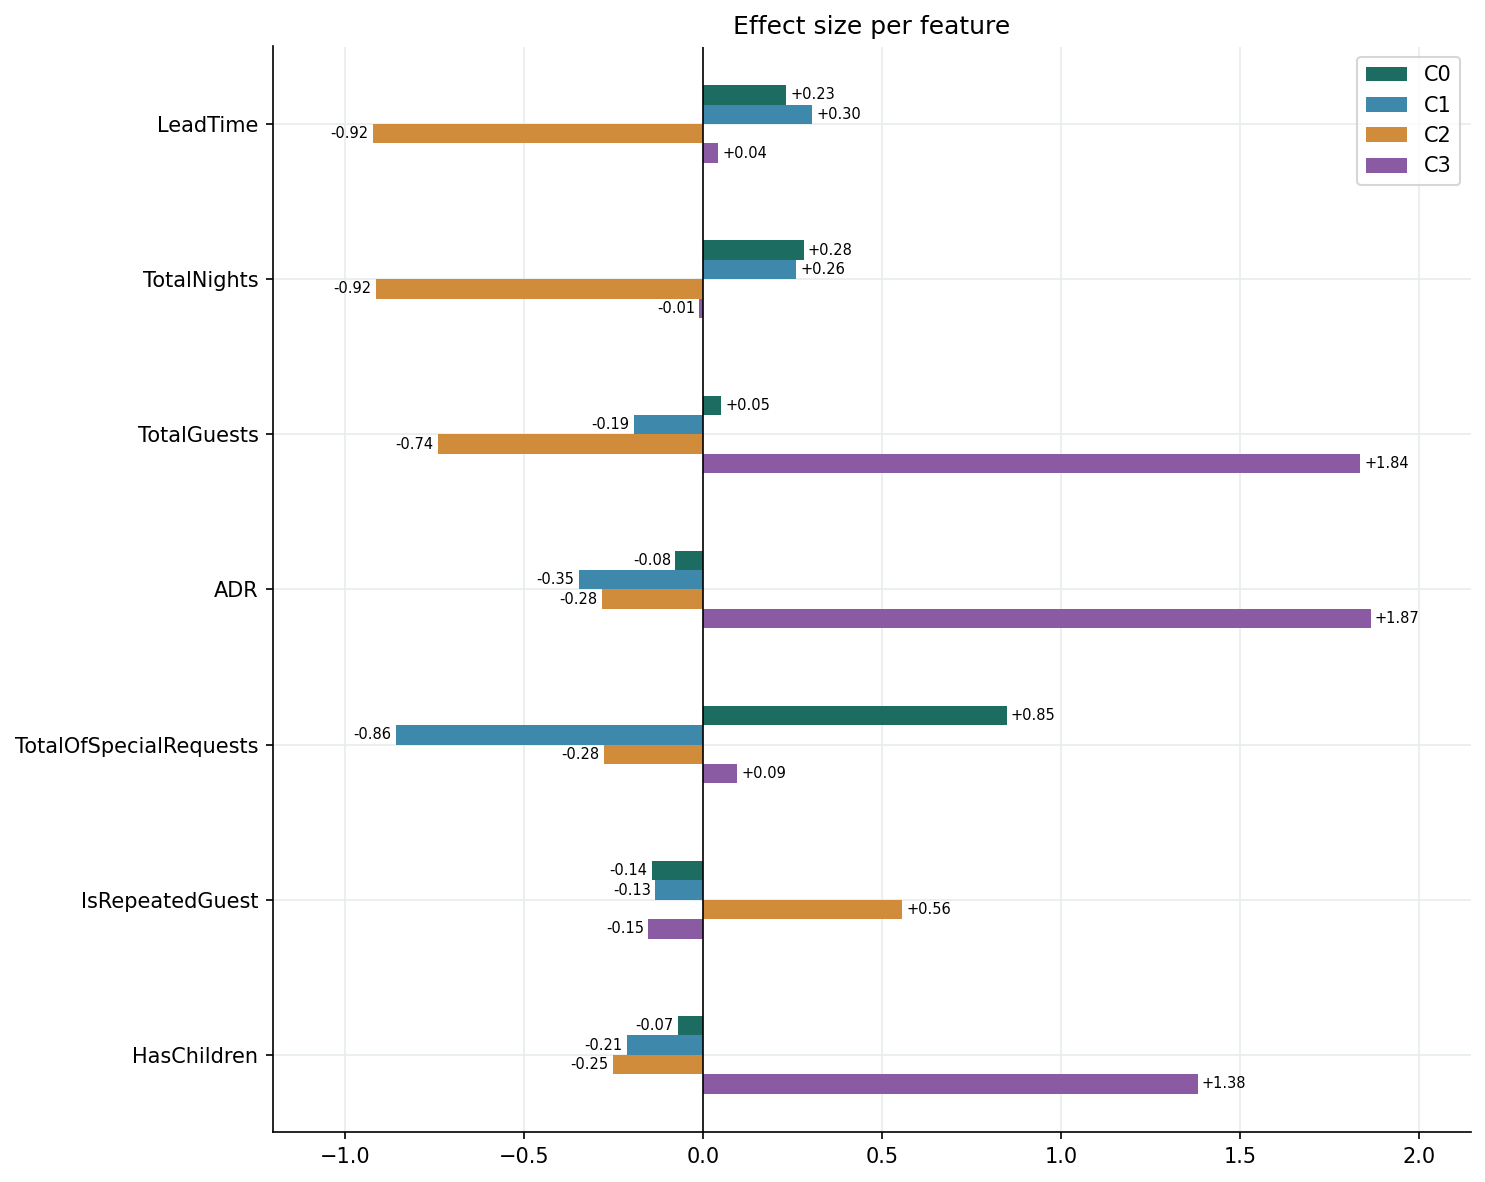 Effect size per feature
C0
C1
C2
C3
LeadTime
+0.23
+0.30
-0.92
+0.04
TotalNights
+0.28
+0.26
-0.92
-0.01
TotalGuests
+0.05
-0.19
-0.74
+1.84
ADR
-0.08
-0.35
-0.28
+1.87
TotalOfSpecialRequests
+0.85
-0.86
-0.28
+0.09
IsRepeatedGuest
-0.14
-0.13
+0.56
-0.15
HasChildren
-0.07
-0.21
-0.25
+1.38
−1.0 −0.5 0.0 0.5 1.0 1.5 2.0